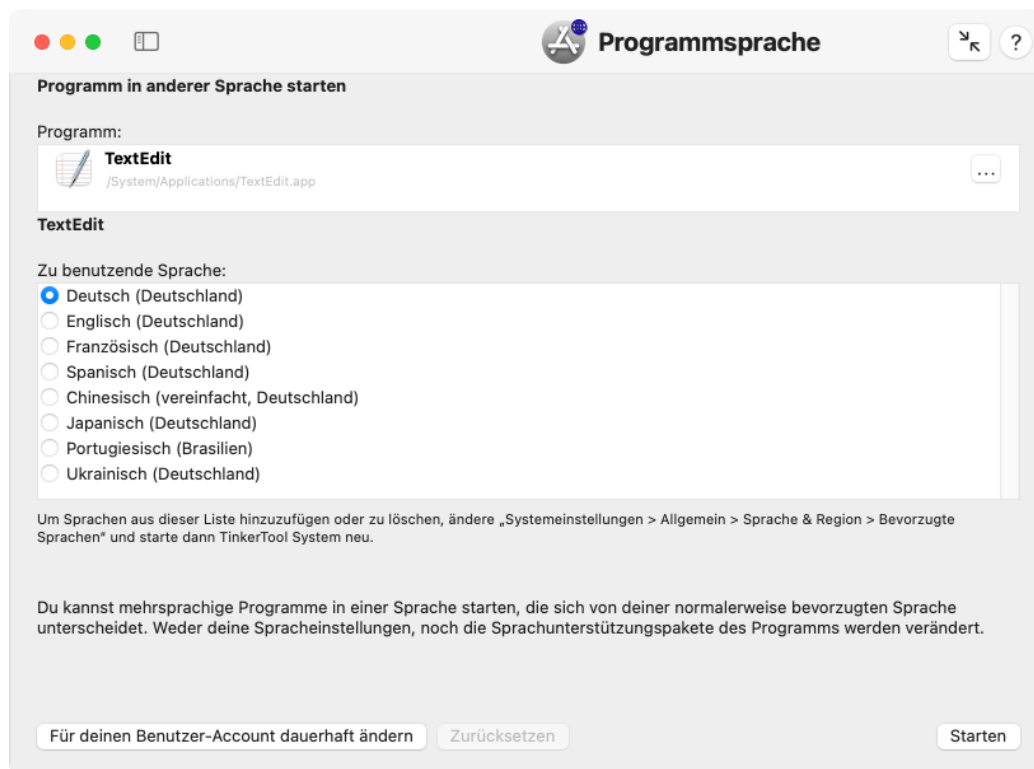 Programmsprache
?
Programm in anderer Sprache starten
Programm:
TextEdit
/System/Applications/TextEdit.app
...
TextEdit
Zu benutzende Sprache:
Deutsch (Deutschland)
Englisch (Deutschland)
Französisch (Deutschland)
Spanisch (Deutschland)
Chinesisch (vereinfacht, Deutschland)
Japanisch (Deutschland)
Portugiesisch (Brasilien)
Ukrainisch (Deutschland)
Um Sprachen aus dieser Liste hinzuzufügen oder zu löschen, ändere „Systemeinstellungen > Allgemein > Sprache & Region > Bevorzugte
Sprachen“ und starte dann TinkerTool System neu.
Du kannst mehrsprachige Programme in einer Sprache starten, die sich von deiner normalerweise bevorzugten Sprache
unterscheidet. Weder deine Spracheinstellungen, noch die Sprachunterstützungspakete des Programms werden verändert.
Für deinen Benutzer-Account dauerhaft ändern
Zurücksetzen
Starten